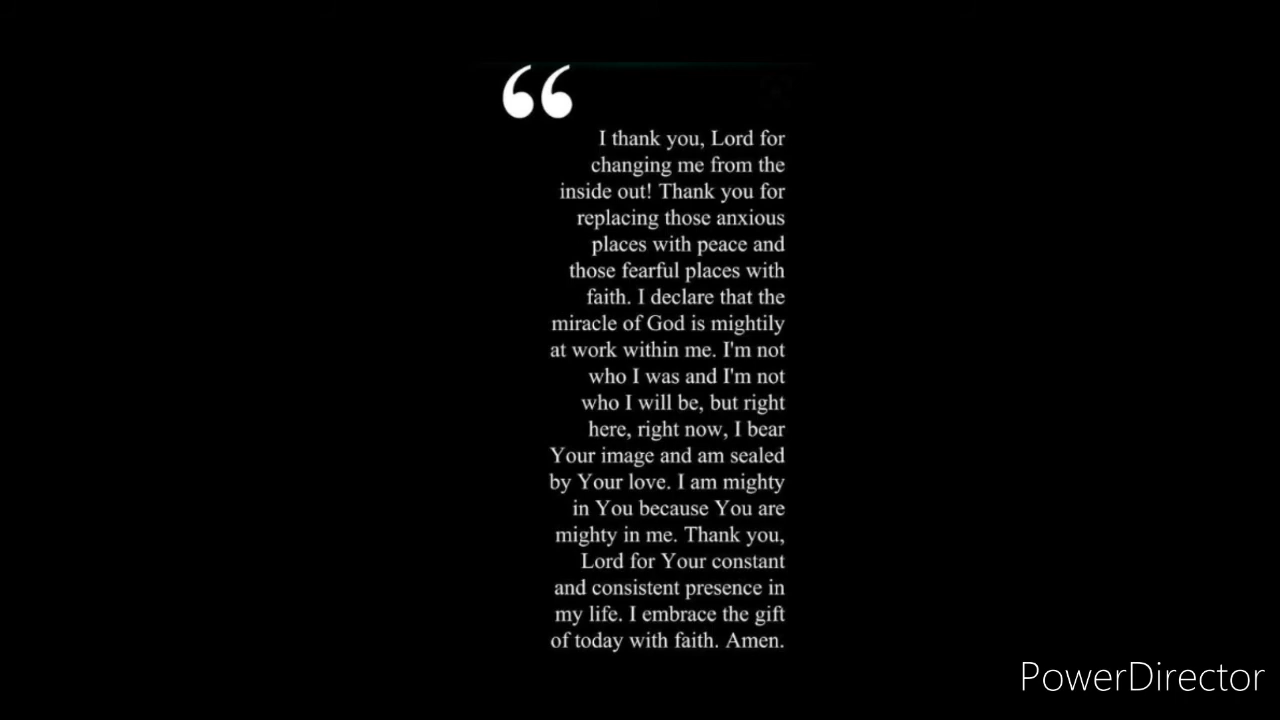 “
I thank you, Lord for
changing me from the
inside out! Thank you for
replacing those anxious
places with peace and
those fearful places with
faith. I declare that the
miracle of God is mightily
at work within me. I'm not
who I was and I'm not
who I will be, but right
here, right now, I bear
Your image and am sealed
by Your love. I am mighty
in You because You are
mighty in me. Thank you,
Lord for Your constant
and consistent presence in
my life. I embrace the gift
of today with faith. Amen.
PowerDirector